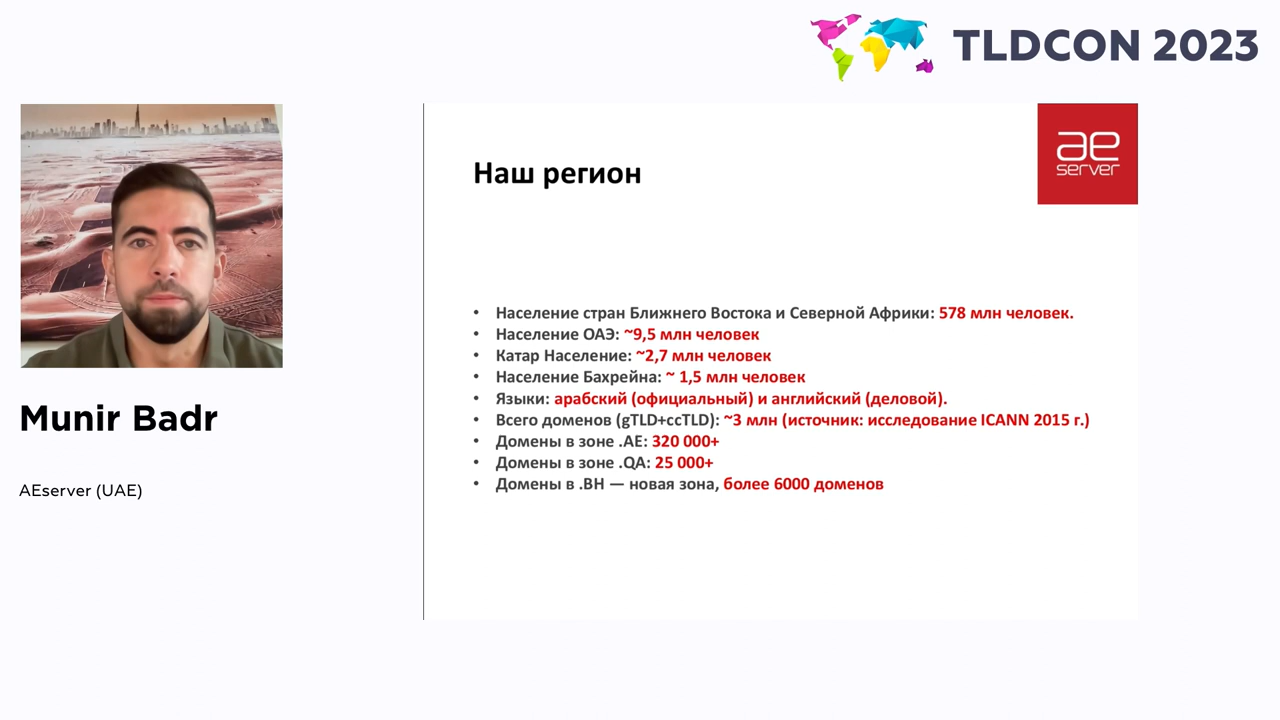 TLDCON 2023
ae
server
Наш регион
• Население стран Ближнего Востока и Северной Африки: 578 млн человек.
• Население ОАЭ: ~9,5 млн человек
• Катар Население: ~2,7 млн человек
• Население Бахрейна: ~ 1,5 млн человек
• Языки: арабский (официальный) и английский (деловой).
• Всего доменов (gTLD+ccTLD): ~3 млн (источник: исследование ICANN 2015 г.)
• Домены в зоне .AE: 320 000+
• Домены в зоне .QA: 25 000+
• Домены в .BH — новая зона, более 6000 доменов
Munir Badr
AEserver (UAE)